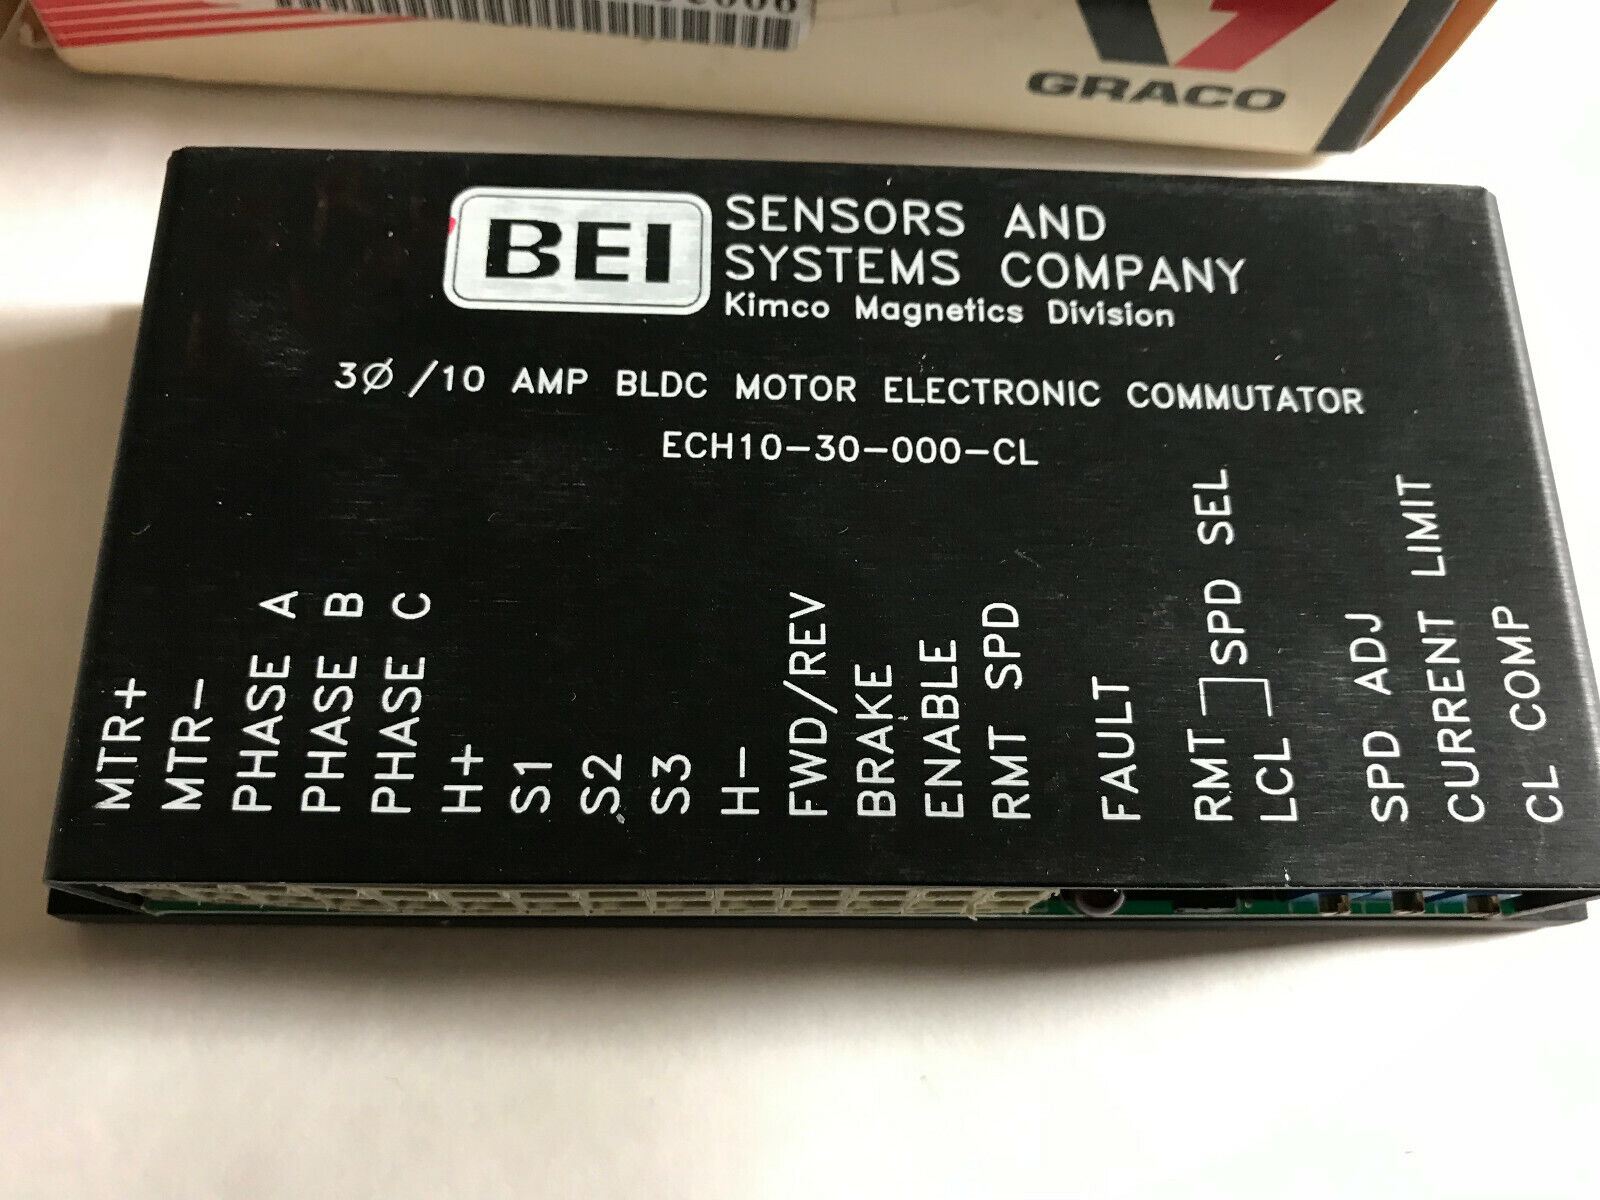 GRACO
BEI
SENSORS AND
SYSTEMS COMPANY
Kimco Magnetics Division
3Ø/10 AMP BLDC MOTOR ELECTRONIC COMMUTATOR
ECH10-30-000-CL
MTR+
MTR-
PHASE A
PHASE B
PHASE C
H+
S1
S2
S3
H-
FWD/REV
BRAKE
ENABLE
RMT SPD
FAULT
RMT
LCL
SPD SEL
SPD ADJ
CURRENT LIMIT
CL COMP